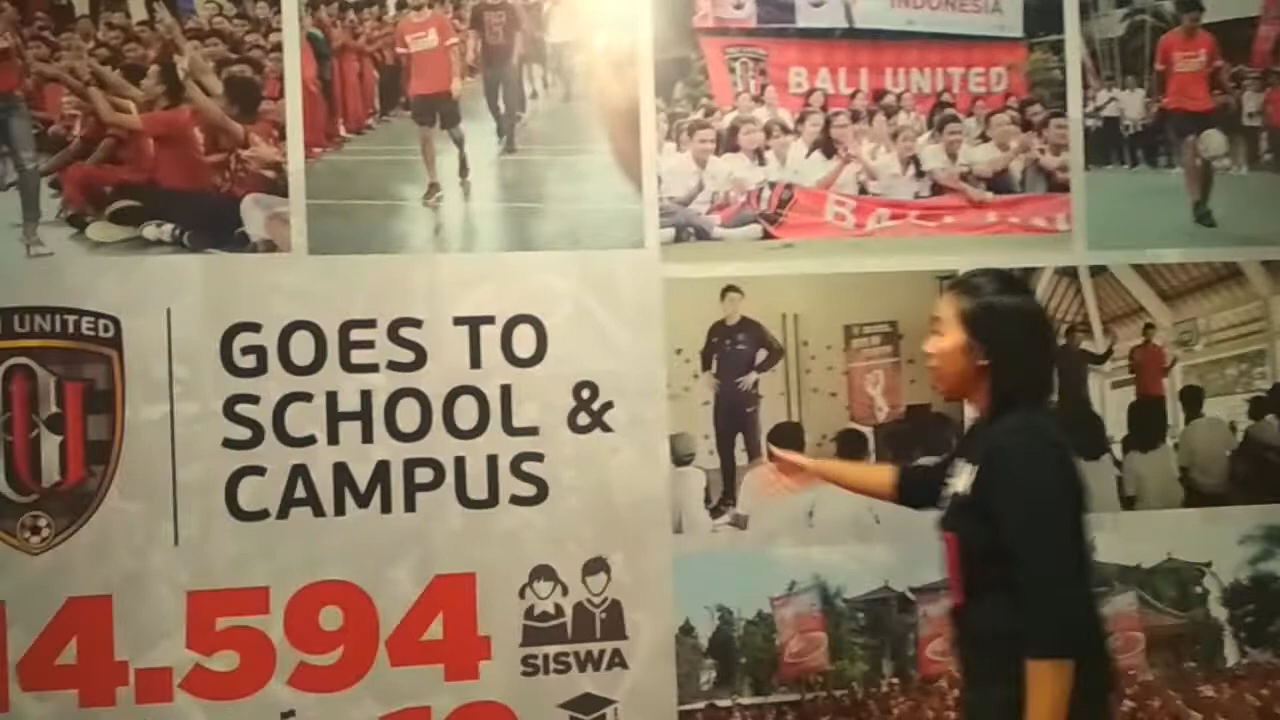 INDONESIA
BALI UNITED
UNITED
GOES TO
SCHOOL &
CAMPUS
14.594
SISWA